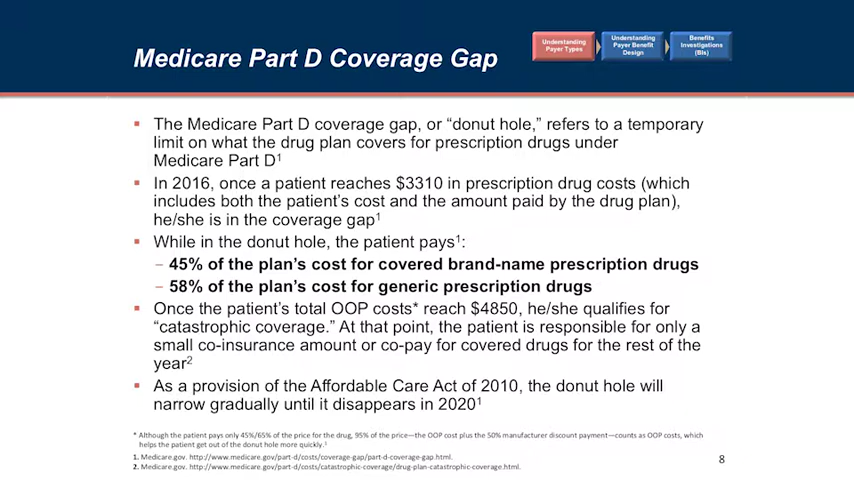 Medicare Part D Coverage Gap
Understanding
Payer Types
Understanding
Payer Benefit
Design
Benefits
Investigations
(BIs)
▪ The Medicare Part D coverage gap, or “donut hole,” refers to a temporary
limit on what the drug plan covers for prescription drugs under
Medicare Part D¹
▪ In 2016, once a patient reaches $3310 in prescription drug costs (which
includes both the patient’s cost and the amount paid by the drug plan),
he/she is in the coverage gap¹
▪ While in the donut hole, the patient pays¹:
– 45% of the plan’s cost for covered brand-name prescription drugs
– 58% of the plan’s cost for generic prescription drugs
▪ Once the patient’s total OOP costs* reach $4850, he/she qualifies for
“catastrophic coverage.” At that point, the patient is responsible for only a
small co-insurance amount or co-pay for covered drugs for the rest of the
year²
▪ As a provision of the Affordable Care Act of 2010, the donut hole will
narrow gradually until it disappears in 2020¹
* Although the patient pays only 45%/65% of the price for the drug, 95% of the price—the OOP cost plus the 50% manufacturer discount payment—counts as OOP costs, which
helps the patient get out of the donut hole more quickly.¹
1. Medicare.gov. http://www.medicare.gov/part-d/costs/coverage-gap/part-d-coverage-gap.html.
2. Medicare.gov. http://www.medicare.gov/part-d/costs/catastrophic-coverage/drug-plan-catastrophic-coverage.html.
8